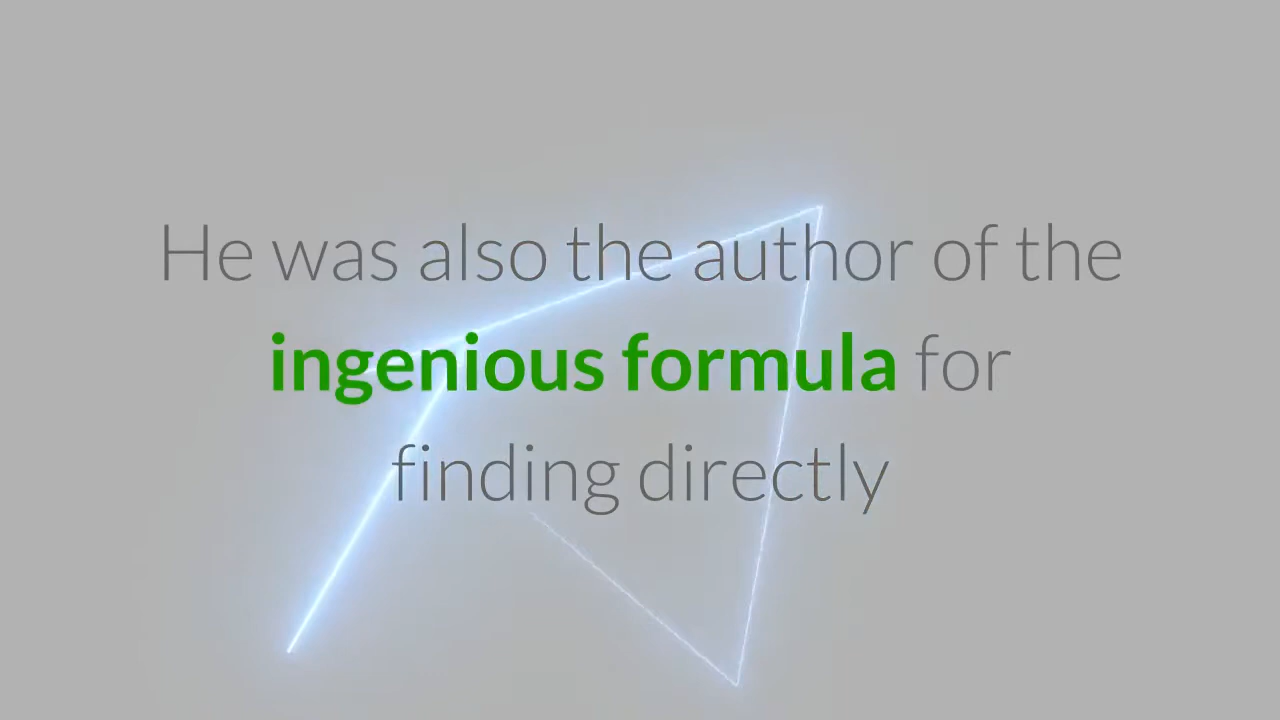 He was also the author of the
ingenious formula for
finding directly